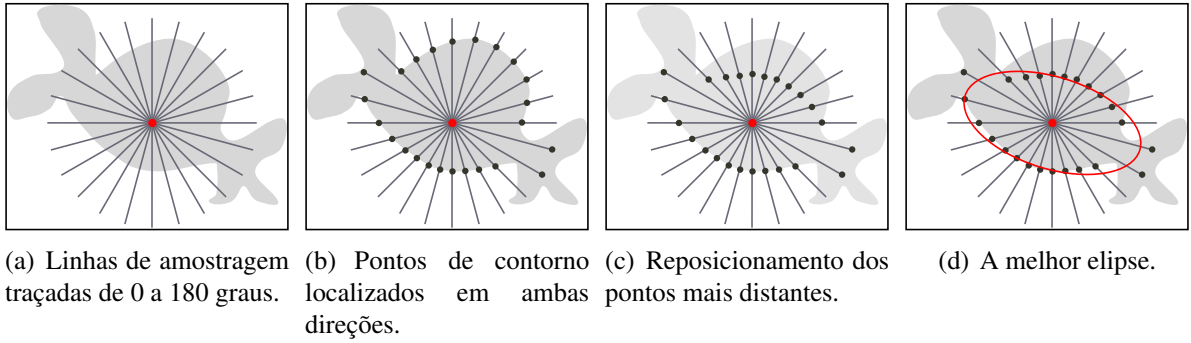 (a) Linhas de amostragem
traçadas de 0 a 180 graus.
(b) Pontos de contorno
localizados em ambas
direções.
(c) Reposicionamento dos
pontos mais distantes.
(d) A melhor elipse.